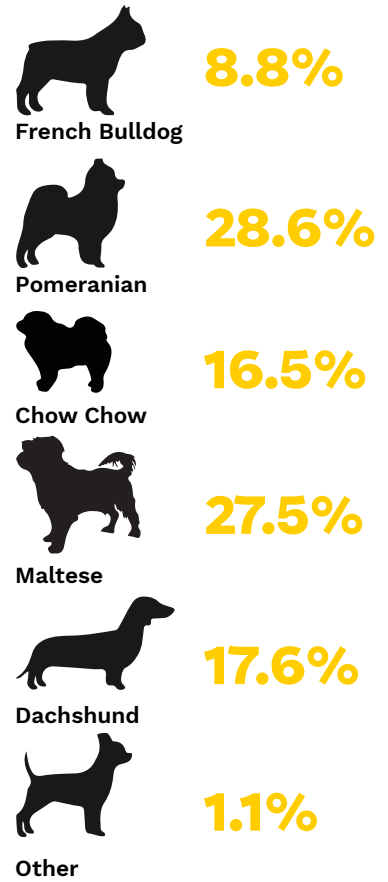 8.8%
French Bulldog
28.6%
Pomeranian
16.5%
Chow Chow
27.5%
Maltese
17.6%
Dachshund
1.1%
Other